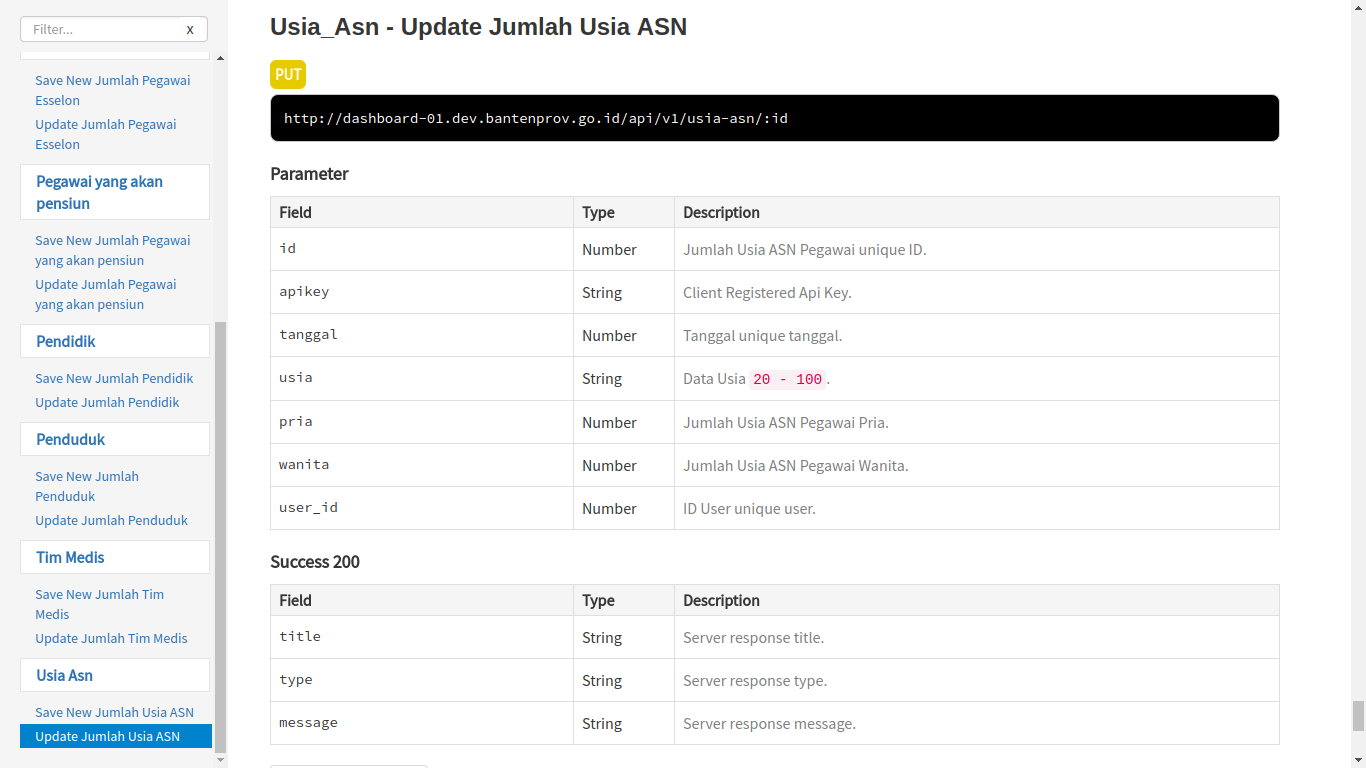 Filter...
x
Save New Jumlah Pegawai
Esselon
Update Jumlah Pegawai
Esselon
Pegawai yang akan
pensiun
Save New Jumlah Pegawai
yang akan pensiun
Update Jumlah Pegawai
yang akan pensiun
Pendidik
Save New Jumlah Pendidik
Update Jumlah Pendidik
Penduduk
Save New Jumlah
Penduduk
Update Jumlah Penduduk
Tim Medis
Save New Jumlah Tim
Medis
Update Jumlah Tim Medis
Usia Asn
Save New Jumlah Usia ASN
Update Jumlah Usia ASN
Usia_Asn - Update Jumlah Usia ASN
PUT
http://dashboard-01.dev.bantenprov.go.id/api/v1/usia-asn/:id
Parameter
Field Type Description
id Number Jumlah Usia ASN Pegawai unique ID.
apikey String Client Registered Api Key.
tanggal Number Tanggal unique tanggal.
usia String Data Usia 20 - 100.
pria Number Jumlah Usia ASN Pegawai Pria.
wanita Number Jumlah Usia ASN Pegawai Wanita.
user_id Number ID User unique user.
Success 200
Field Type Description
title String Server response title.
type String Server response type.
message String Server response message.